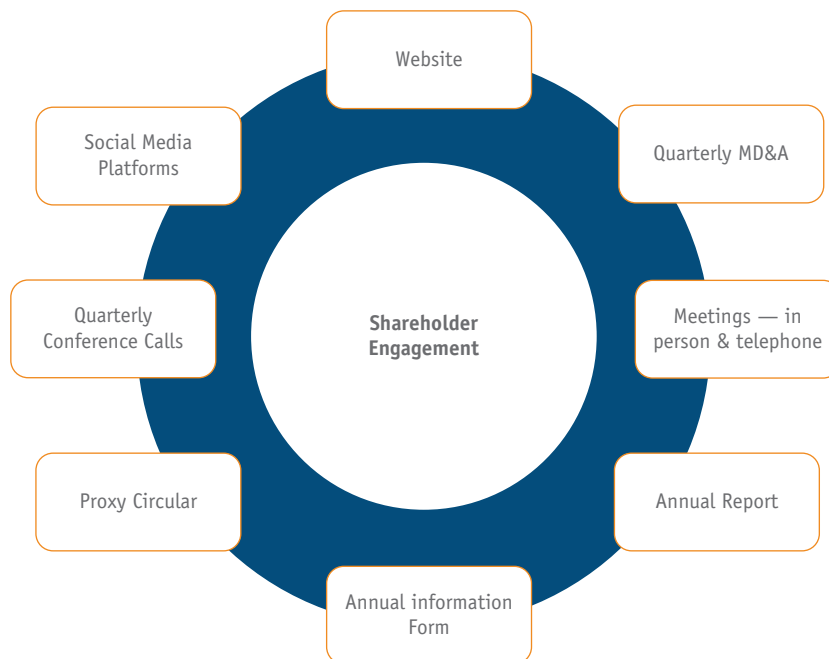 Website
Social Media
Platforms
Quarterly MD&A
Quarterly
Conference Calls
Shareholder
Engagement
Meetings — in
person & telephone
Proxy Circular
Annual Report
Annual information
Form